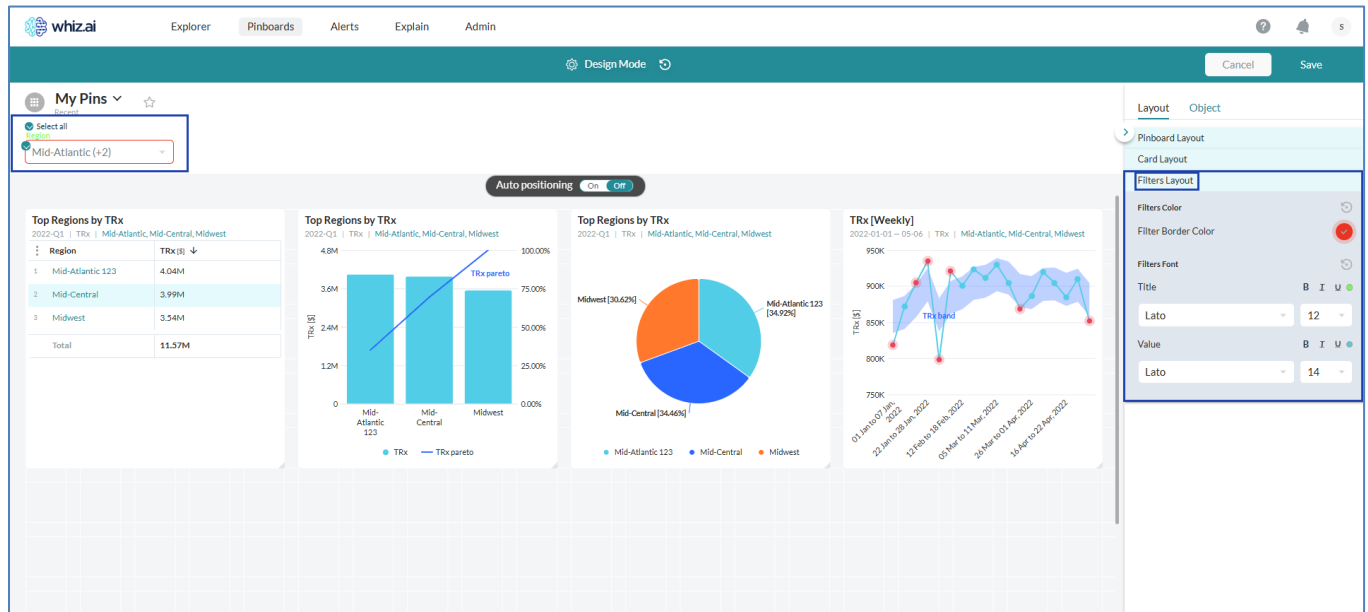 whiz.ai Explorer Pinboards Alerts Explain Admin ? S
Design Mode Cancel Save
My Pins
Recent
Select all
Region
Mid-Atlantic (+2)
Auto positioning On Off
Top Regions by TRx
2022-Q1 | TRx | Mid-Atlantic, Mid-Central, Midwest
Region TRx [$] ↓
1 Mid-Atlantic 123 4.04M
2 Mid-Central 3.99M
3 Midwest 3.54M
Total 11.57M
Top Regions by TRx
2022-Q1 | TRx | Mid-Atlantic, Mid-Central, Midwest
4.8M 100.00%
TRx pareto
3.6M 75.00%
TRx [$]
2.4M 50.00%
1.2M 25.00%
0 0.00%
Mid-Atlantic 123 Mid-Central Midwest
TRx TRx pareto
Top Regions by TRx
2022-Q1 | TRx | Mid-Atlantic, Mid-Central, Midwest
Midwest [30.62%]
Mid-Atlantic 123
[34.92%]
Mid-Central [34.46%]
Mid-Atlantic 123 Mid-Central Midwest
TRx [Weekly]
2022-01-01 -- 05-06 | TRx | Mid-Atlantic, Mid-Central, Midwest
950K
900K
TRx [$]
850K
TRx band
800K
750K
01 Jan to 07 Jan, 2022
22 Jan to 28 Jan, 2022
12 Feb to 18 Feb, 2022
05 Mar to 11 Mar, 2022
26 Mar to 01 Apr, 2022
16 Apr to 22 Apr, 2022
Layout Object
Pinboard Layout
Card Layout
Filters Layout
Filters Color
Filter Border Color
Filters Font
Title B I U
Lato 12
Value B I U
Lato 14